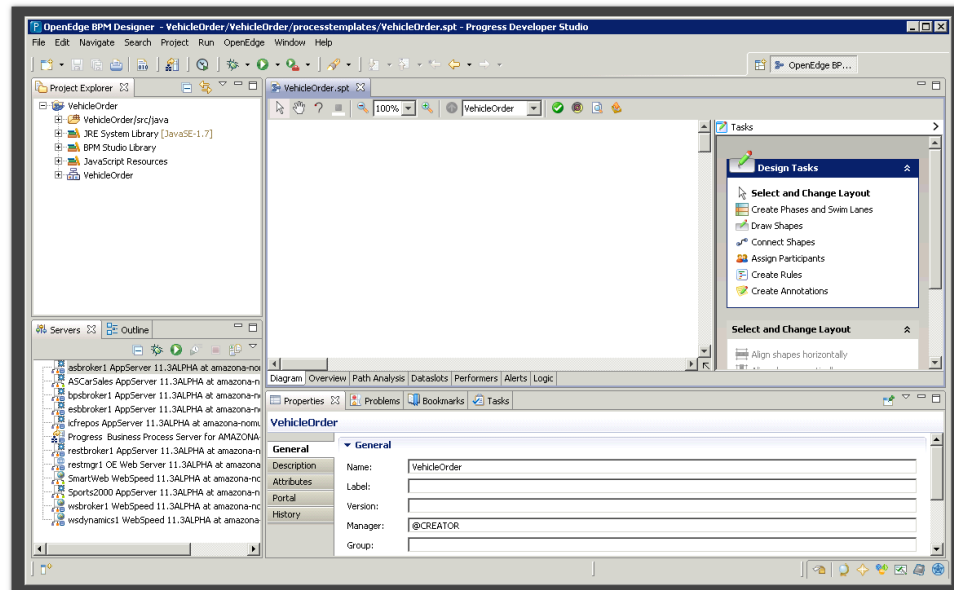 OpenEdge BPM Designer - VehicleOrder/VehicleOrder/processtemplates/VehicleOrder.spt - Progress Developer Studio
File Edit Navigate Search Project Run OpenEdge Window Help
OpenEdge BP...
Project Explorer
VehicleOrder.spt
VehicleOrder
VehicleOrder/src/java
JRE System Library [JavaSE-1.7]
BPM Studio Library
JavaScript Resources
VehicleOrder
100%
VehicleOrder
Tasks
Design Tasks
Select and Change Layout
Create Phases and Swim Lanes
Draw Shapes
Connect Shapes
Assign Participants
Create Rules
Create Annotations
Select and Change Layout
Align shapes horizontally
Servers Outline
asbroker1 AppServer 11.3ALPHA at amazona-nor
ASCarSales AppServer 11.3ALPHA at amazona-n
bpsbroker1 AppServer 11.3ALPHA at amazona-n
esbbroker1 AppServer 11.3ALPHA at amazona-n
icfrepos AppServer 11.3ALPHA at amazona-nom
Progress Business Process Server for AMAZONA-
restbroker1 AppServer 11.3ALPHA at amazona-n
restmgr1 OE Web Server 11.3ALPHA at amazona
SmartWeb WebSpeed 11.3ALPHA at amazona-nc
Sports2000 AppServer 11.3ALPHA at amazona-n
wsbroker1 WebSpeed 11.3ALPHA at amazona-n
wsdynamics1 WebSpeed 11.3ALPHA at amazona-
Diagram Overview Path Analysis Dataslots Performers Alerts Logic
Properties Problems Bookmarks Tasks
VehicleOrder
General
Description
Attributes
Portal
History
General
Name: VehicleOrder
Label:
Version:
Manager: @CREATOR
Group: